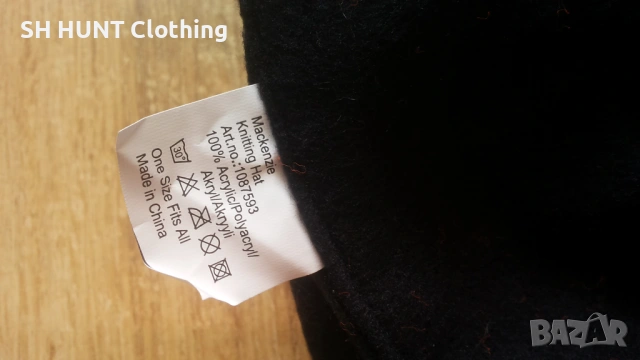 SH HUNT Clothing
Mackenzie
Knitting Hat
Art.no.:1087593
100% Acrylic/Polyacryl/
Akryl/Akryyli
30°
One Size Fits All
Made in China
BAZAR